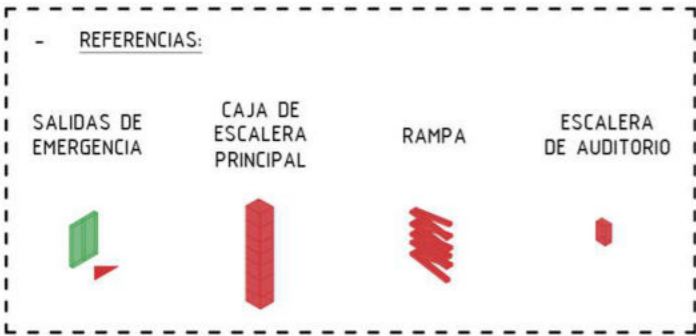 - REFERENCIAS:
SALIDAS DE
EMERGENCIA
CAJA DE
ESCALERA
PRINCIPAL
RAMPA
ESCALERA
DE AUDITORIO